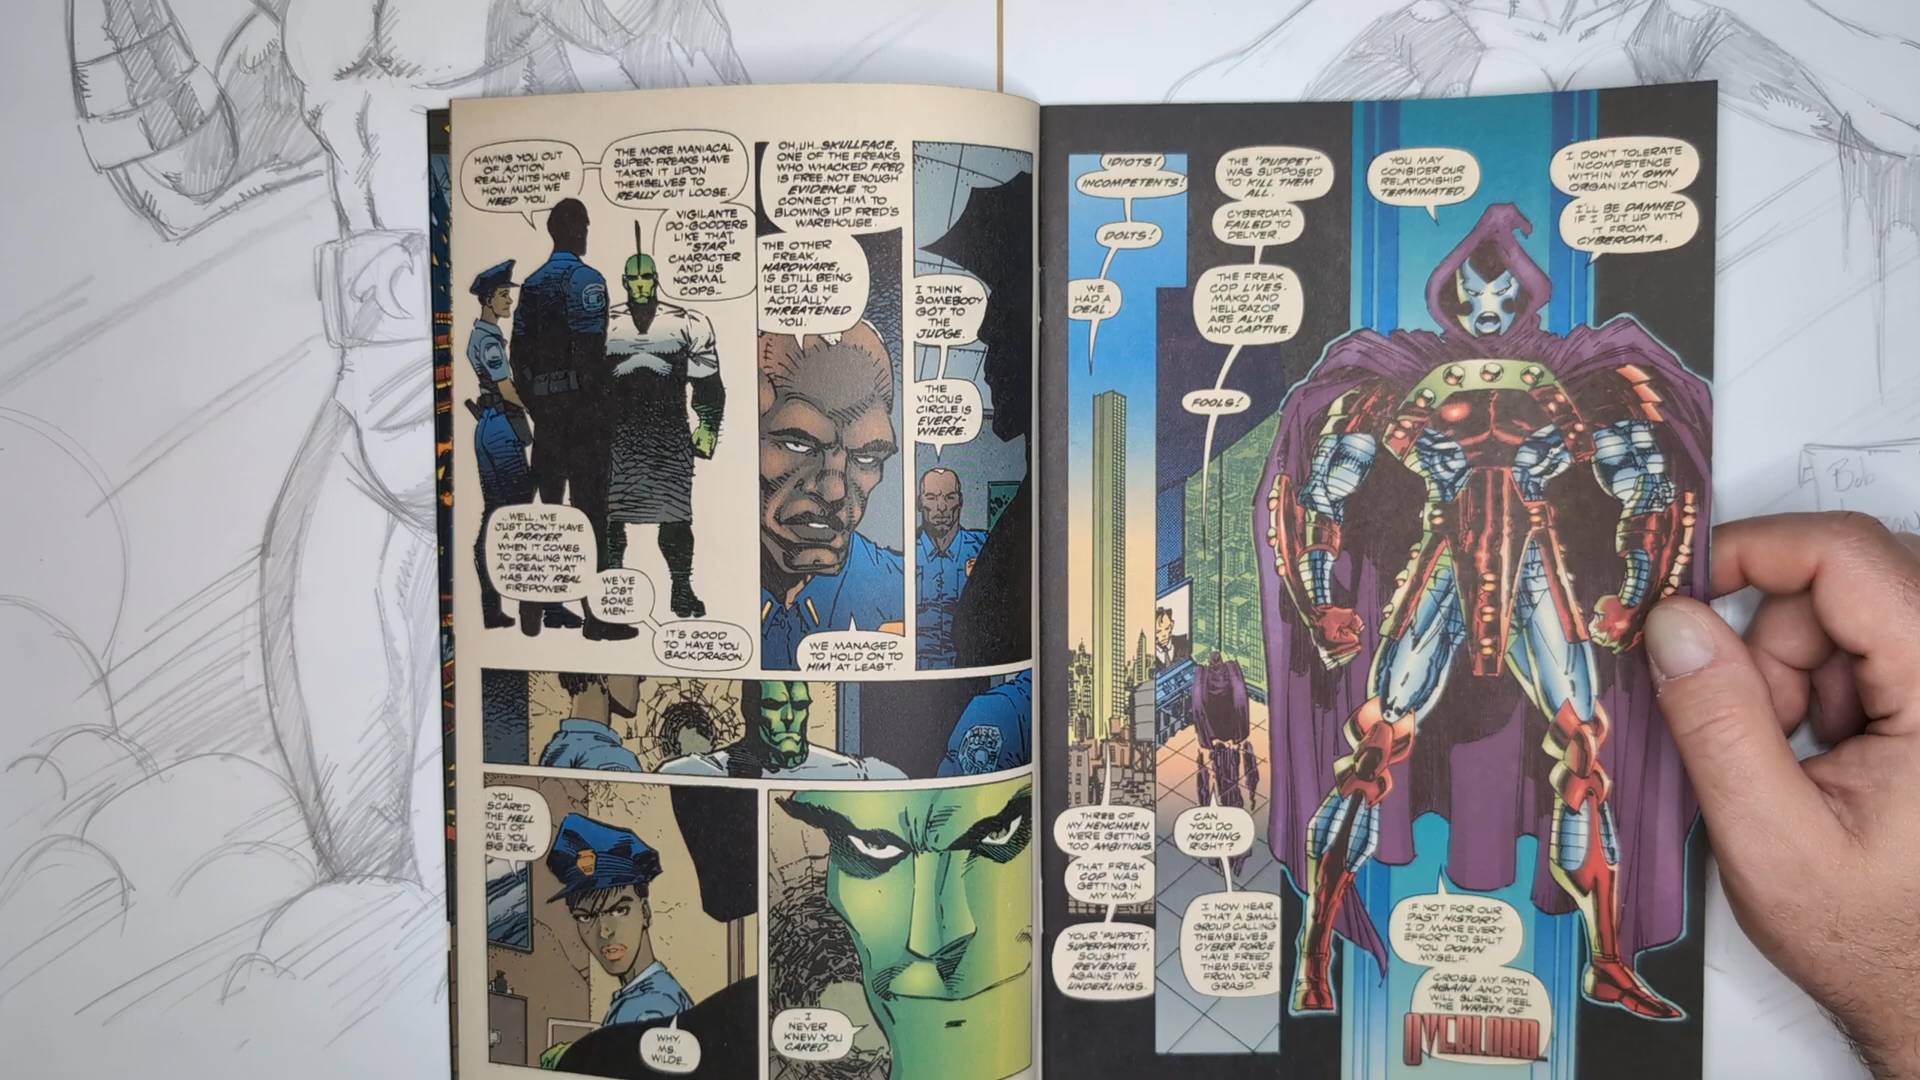 HAVING YOU OUT
OF ACTION
REALLY HITS HOME
HOW MUCH WE
NEED YOU.
THE MORE MANIACAL
SUPER-FREAKS HAVE
TAKEN IT UPON
THEMSELVES TO
REALLY CUT LOOSE.
VIGILANTE
DO-GOODERS
LIKE THAT
"STAR"
CHARACTER
AND US
NORMAL
COPS...
...WELL, WE
JUST DON'T HAVE
A PRAYER
WHEN IT COMES
TO DEALING WITH
A FREAK THAT
HAS ANY REAL
FIREPOWER.
WE'VE
LOST
SOME
MEN--
IT'S GOOD
TO HAVE YOU
BACK, DRAGON.
OH, UH... SKULLFACE,
ONE OF THE FREAKS
WHO WHACKED FRED,
IS FREE. NOT ENOUGH
EVIDENCE TO
CONNECT HIM TO
BLOWING UP FRED'S
WAREHOUSE.
THE OTHER
FREAK,
HARDWARE,
IS STILL BEING
HELD, AS HE
ACTUALLY
THREATENED
YOU.
WE MANAGED
TO HOLD ON TO
HIM AT LEAST.
I THINK
SOMEBODY
GOT TO
THE
JUDGE.
THE
VICIOUS
CIRCLE IS
EVERY-
WHERE.
YOU
SCARED
THE HELL
OUT OF
ME, YOU
BIG JERK.
WHY,
MS.
WILDE...
...I
NEVER
KNEW YOU
CARED.
IDIOTS!
INCOMPETENTS!
DOLTS!
WE
HAD A
DEAL.
THREE OF
MY HENCHMEN
WERE GETTING
TOO AMBITIOUS.
THAT FREAK
COP WAS
GETTING IN
MY WAY.
YOUR "PUPPET",
SUPERPATRIOT,
SOUGHT
REVENGE
AGAINST MY
UNDERLINGS.
THE "PUPPET"
WAS SUPPOSED
TO KILL THEM
ALL.
CYBERDATA
FAILED TO
DELIVER.
THE FREAK
COP LIVES.
MAKO AND
HELLRAZOR
ARE ALIVE
AND CAPTIVE.
FOOLS!
CAN
YOU DO
NOTHING
RIGHT?
I NOW HEAR
THAT A SMALL
GROUP CALLING
THEMSELVES
CYBER FORCE
HAVE FREED
THEMSELVES
FROM YOUR
GRASP.
YOU MAY
CONSIDER OUR
RELATIONSHIP
TERMINATED.
I DON'T TOLERATE
INCOMPETENCE
WITHIN MY OWN
ORGANIZATION.
I'LL BE DAMNED
IF I PUT UP WITH
IT FROM
CYBERDATA.
IF NOT FOR OUR
PAST HISTORY
I'D MAKE EVERY
EFFORT TO SHUT
YOU DOWN
MYSELF.
CROSS MY PATH
AGAIN AND YOU
WILL SURELY FEEL
THE WRATH OF
OVERLORD...
Bob